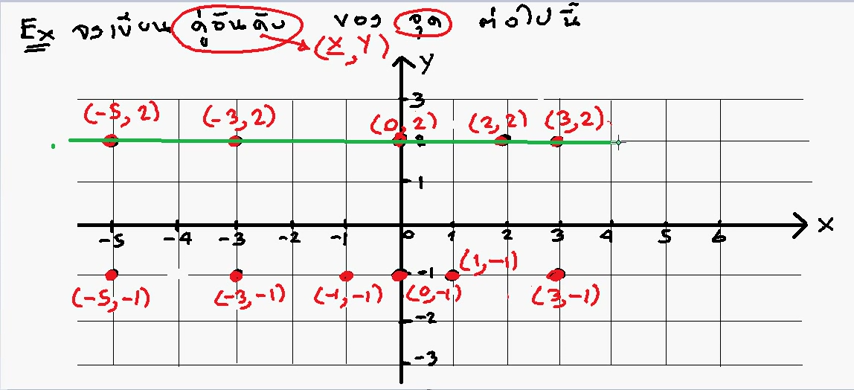 Ex จงเขียน คู่อันดับ ของ จุด ต่อไปนี้
(X,Y)
Y
3
(-5,2) (-3,2) (0,2) (2,2) (3,2)
2
1
-5 -4 -3 -2 -1 0 1 2 3 4 5 6 X
-1 (1,-1)
(-5,-1) (-3,-1) (-1,-1) (0,-1) (3,-1)
-2
-3